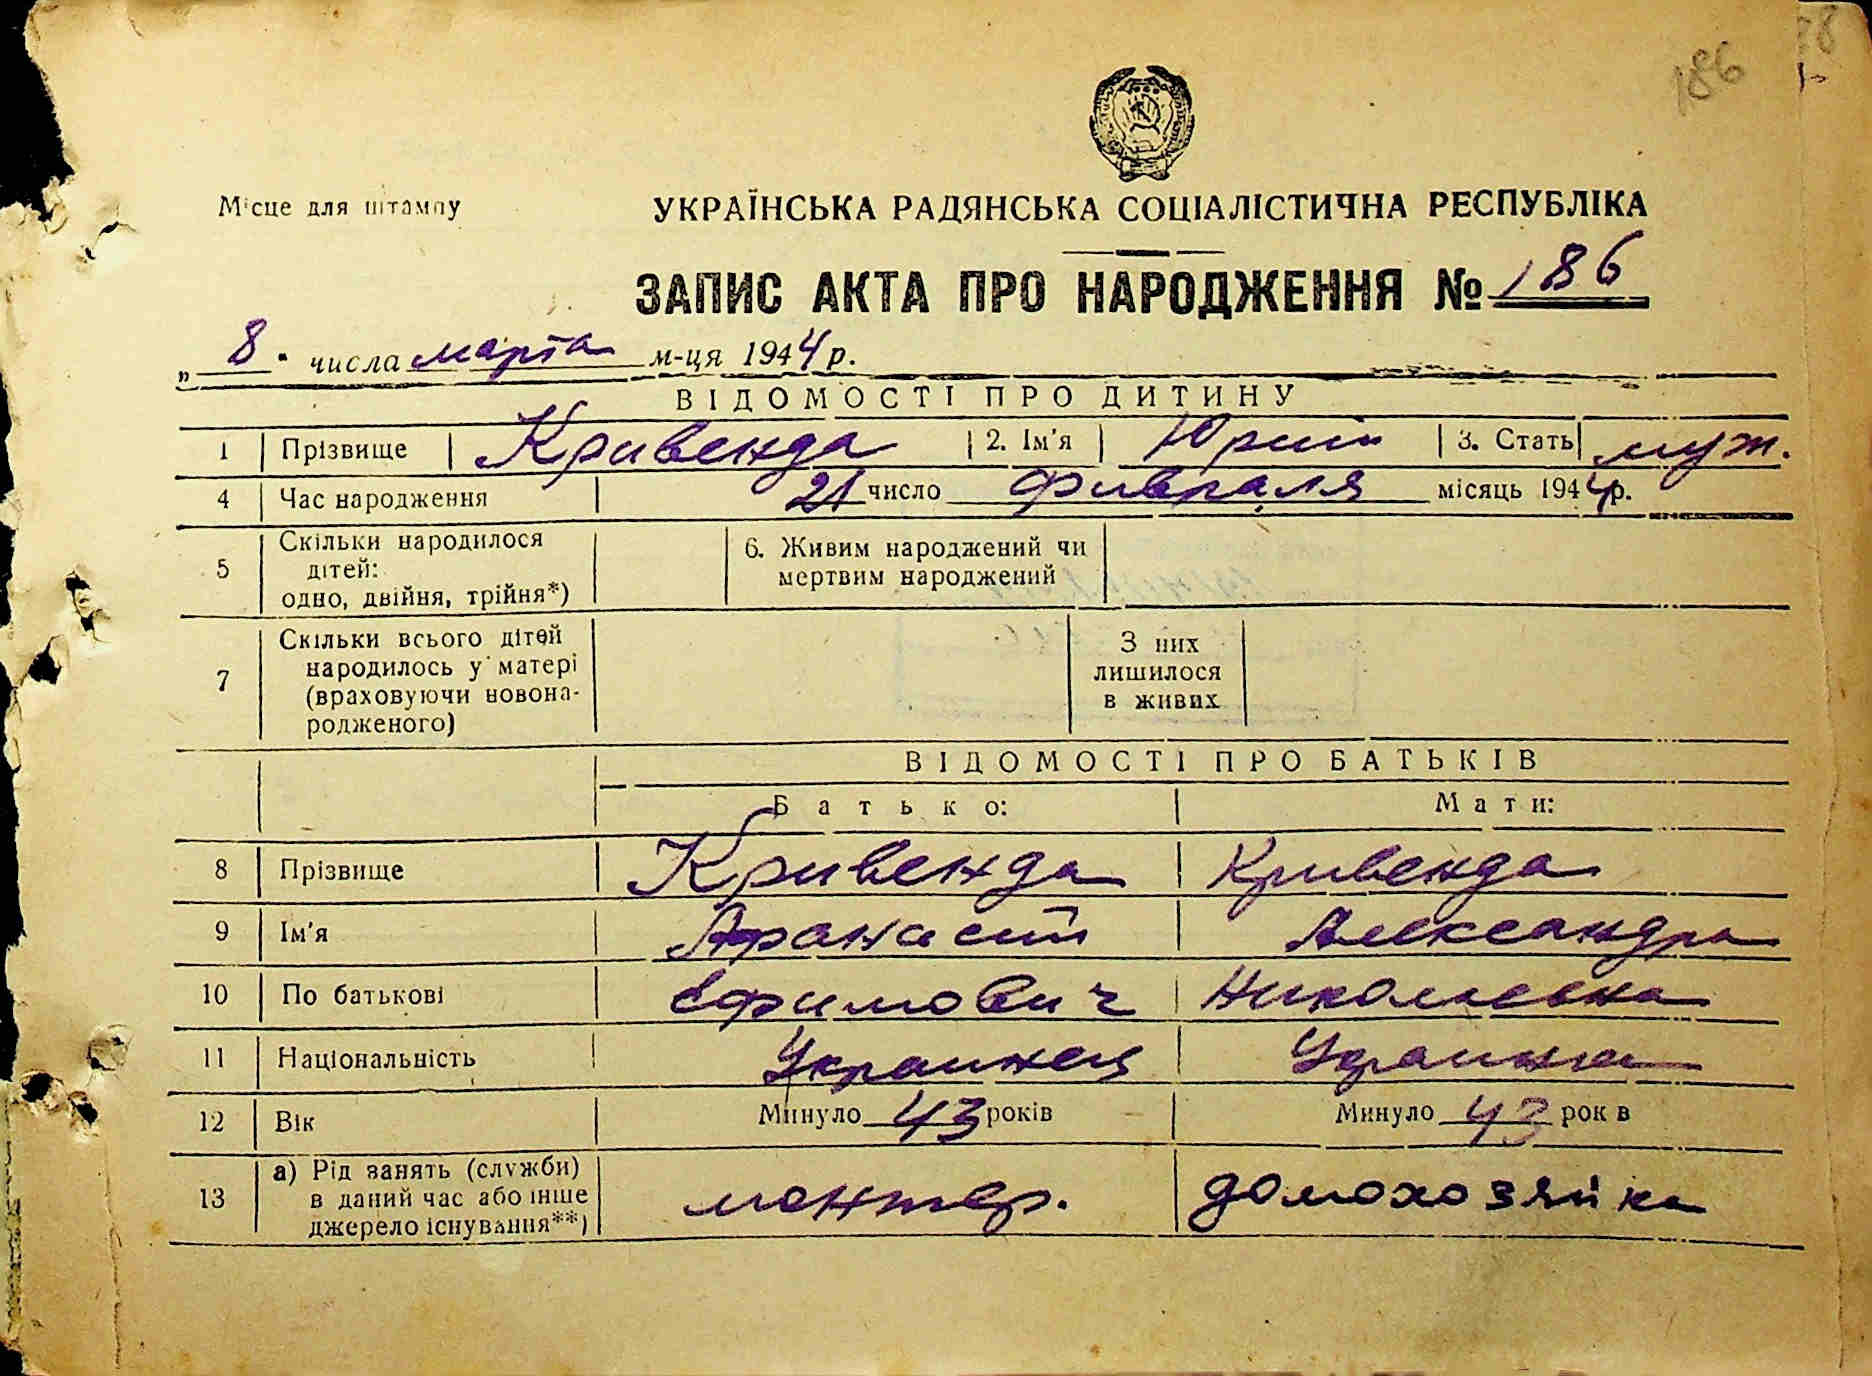 186
Місце для штампу
УКРАЇНСЬКА РАДЯНСЬКА СОЦІАЛІСТИЧНА РЕСПУБЛІКА
ЗАПИС АКТА ПРО НАРОДЖЕННЯ № 186
„ 8 " числа марта м-ця 1944 р.
ВІДОМОСТІ ПРО ДИТИНУ
1 Прізвище Кривенда 2. Ім'я Юрий 3. Стать муж.
4 Час народження 21 число февраля місяць 1944 р.
5 Скільки народилося
дітей:
одно, двійня, трійня*)
6. Живим народжений чи
мертвим народжений
7 Скільки всього дітей
народилось у матері
(враховуючи новона-
родженого)
З них
лишилося
в живих
ВІДОМОСТІ ПРО БАТЬКІВ
Батько: Мати:
8 Прізвище Кривенда Кривенда
9 Ім'я Афанасий Александра
10 По батькові Ефимович Николаевна
11 Національність Украинец Украинка
12 Вік Минуло 43 років Минуло 43 рок в
13 а) Рід занять (служби)
в даний час або інше
джерело існування**)
монтер. домохозяйка